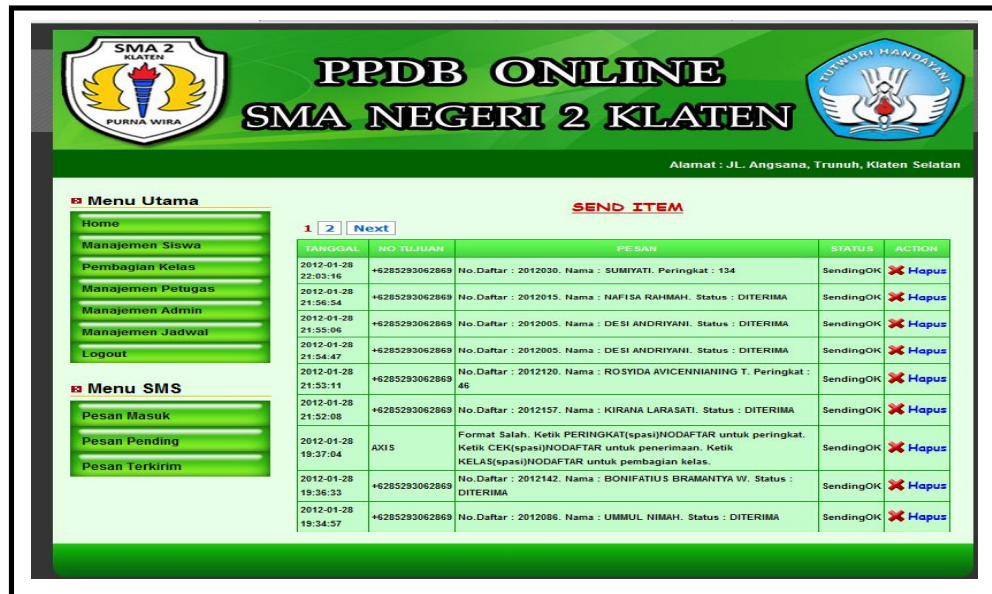 SMA 2
KLATEN
PURNA WIRA
PPDB ONLINE
SMA NEGERI 2 KLATEN
TUTWURI HANDAYANI
Alamat : JL. Angsana, Trunuh, Klaten Selatan
Menu Utama
Home
Manajemen Siswa
Pembagian Kelas
Manajemen Petugas
Manajemen Admin
Manajemen Jadwal
Logout
Menu SMS
Pesan Masuk
Pesan Pending
Pesan Terkirim
SEND ITEM
1 2 Next
TANGGAL NO TUJUAN PESAN STATUS ACTION
2012-01-28
22:03:16
+6285293062869 No.Daftar : 2012030. Nama : SUMIYATI. Peringkat : 134 SendingOK Hapus
2012-01-28
21:56:54
+6285293062869 No.Daftar : 2012015. Nama : NAFISA RAHMAH. Status : DITERIMA SendingOK Hapus
2012-01-28
21:55:06
+6285293062869 No.Daftar : 2012005. Nama : DESI ANDRIYANI. Status : DITERIMA SendingOK Hapus
2012-01-28
21:54:47
+6285293062869 No.Daftar : 2012005. Nama : DESI ANDRIYANI. Status : DITERIMA SendingOK Hapus
2012-01-28
21:53:11
+6285293062869 No.Daftar : 2012120. Nama : ROSYIDA AVICENNIANING T. Peringkat :
46
SendingOK Hapus
2012-01-28
21:52:08
+6285293062869 No.Daftar : 2012157. Nama : KIRANA LARASATI. Status : DITERIMA SendingOK Hapus
2012-01-28
19:37:04
AXIS
Format Salah. Ketik PERINGKAT(spasi)NODAFTAR untuk peringkat.
Ketik CEK(spasi)NODAFTAR untuk penerimaan. Ketik
KELAS(spasi)NODAFTAR untuk pembagian kelas.
SendingOK Hapus
2012-01-28
19:36:33
+6285293062869 No.Daftar : 2012142. Nama : BONIFATIUS BRAMANTYA W. Status :
DITERIMA
SendingOK Hapus
2012-01-28
19:34:57
+6285293062869 No.Daftar : 2012086. Nama : UMMUL NIMAH. Status : DITERIMA SendingOK Hapus